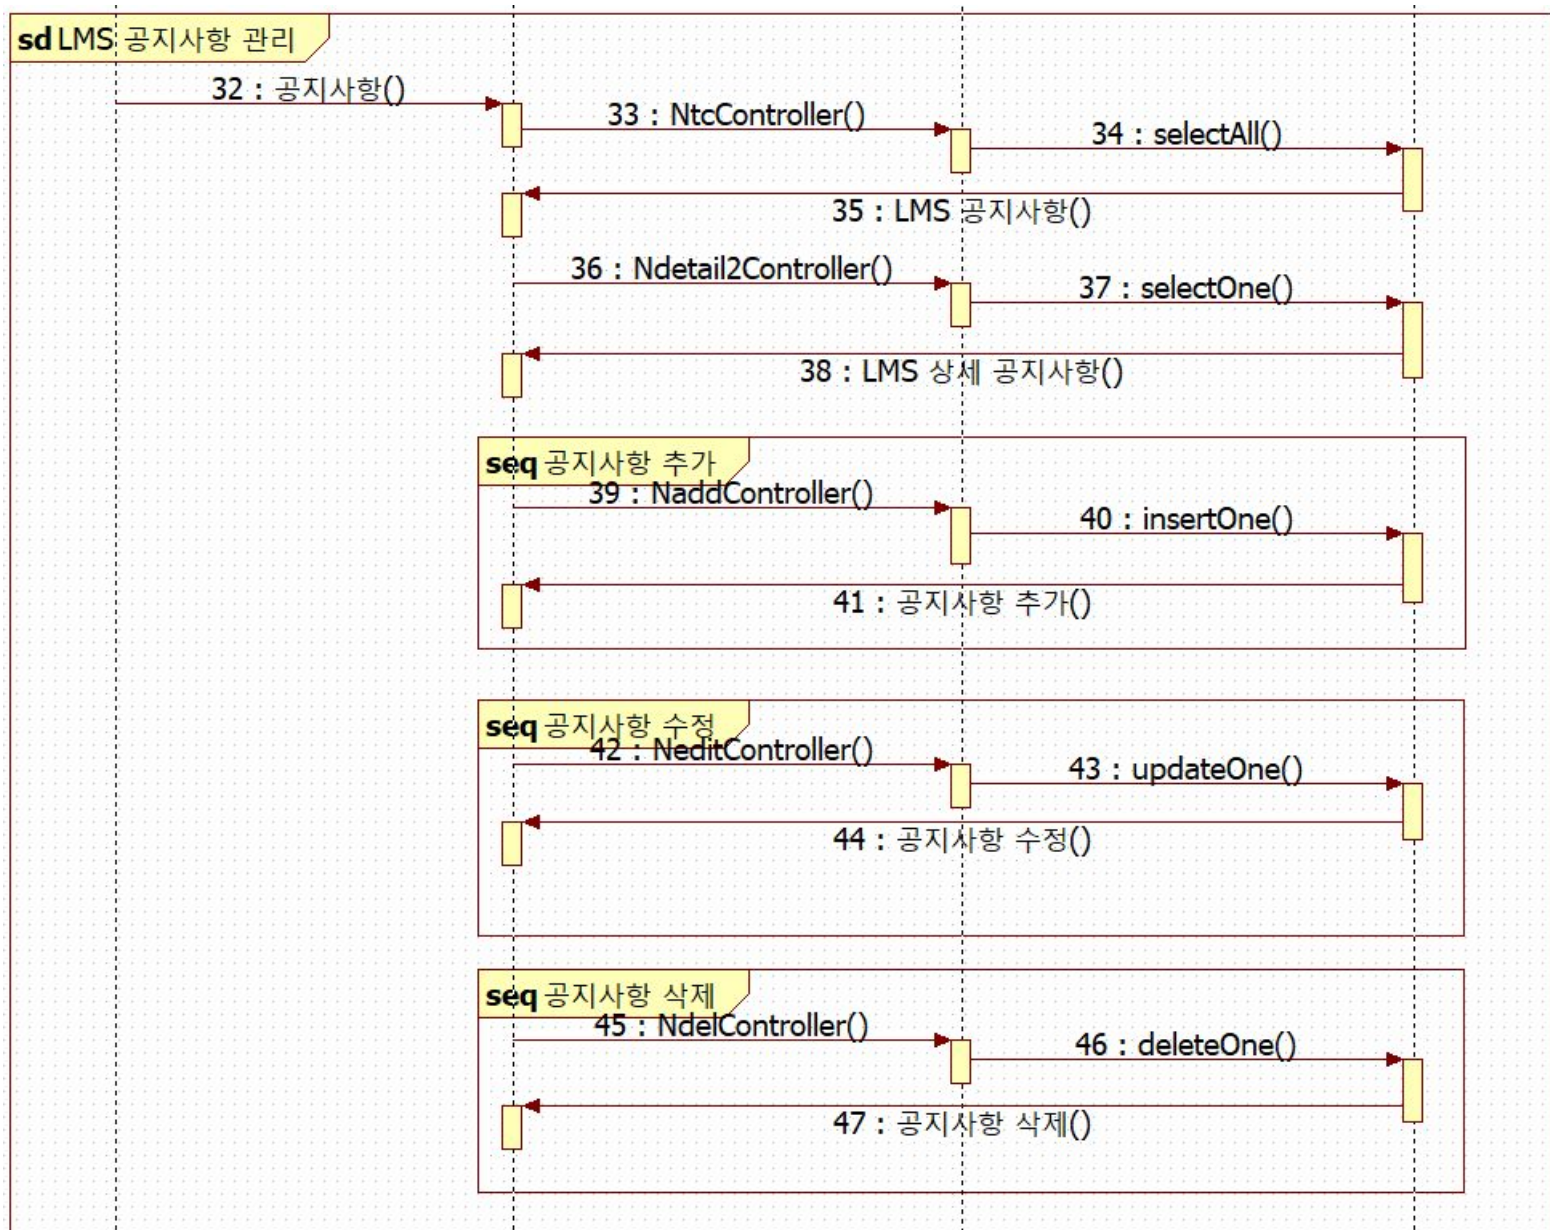 sd LMS 공지사항 관리
32 : 공지사항()
33 : NtcController()
34 : selectAll()
35 : LMS 공지사항()
36 : Ndetail2Controller()
37 : selectOne()
38 : LMS 상세 공지사항()
seq 공지사항 추가
39 : NaddController()
40 : insertOne()
41 : 공지사항 추가()
seq 공지사항 수정
42 : NeditController()
43 : updateOne()
44 : 공지사항 수정()
seq 공지사항 삭제
45 : NdelController()
46 : deleteOne()
47 : 공지사항 삭제()